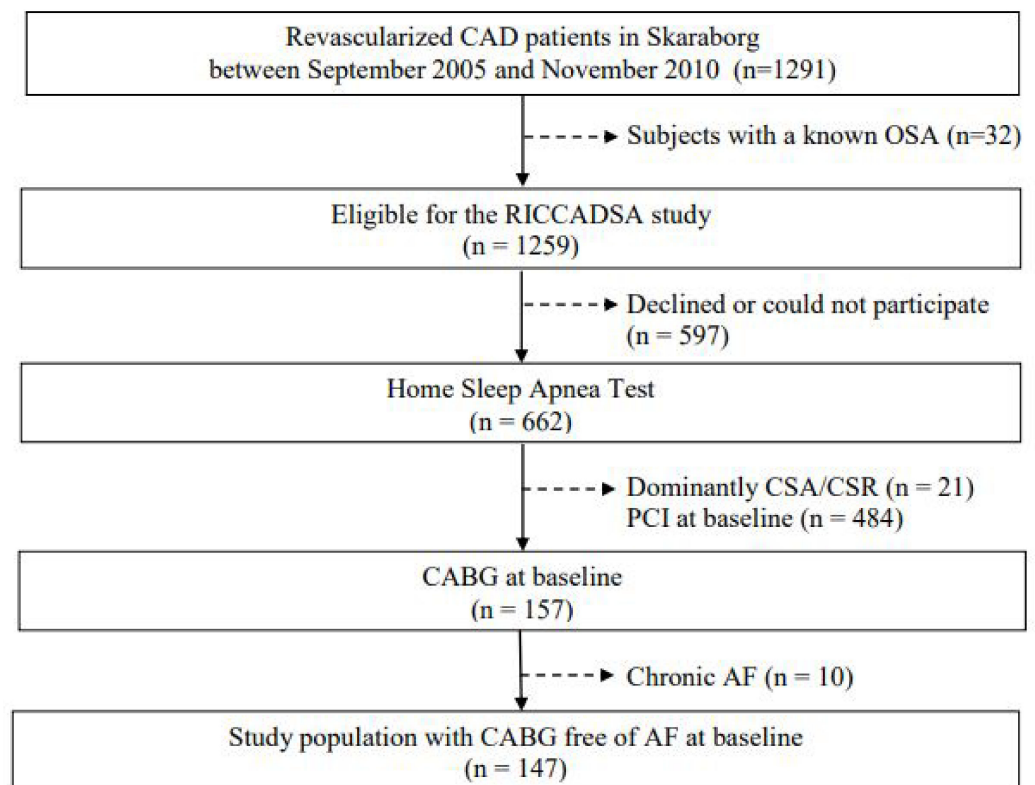 Revascularized CAD patients in Skaraborg
between September 2005 and November 2010 (n=1291)
Subjects with a known OSA (n=32)
Eligible for the RICCADSA study
(n = 1259)
Declined or could not participate
(n = 597)
Home Sleep Apnea Test
(n = 662)
Dominantly CSA/CSR (n = 21)
PCI at baseline (n = 484)
CABG at baseline
(n = 157)
Chronic AF (n = 10)
Study population with CABG free of AF at baseline
(n = 147)